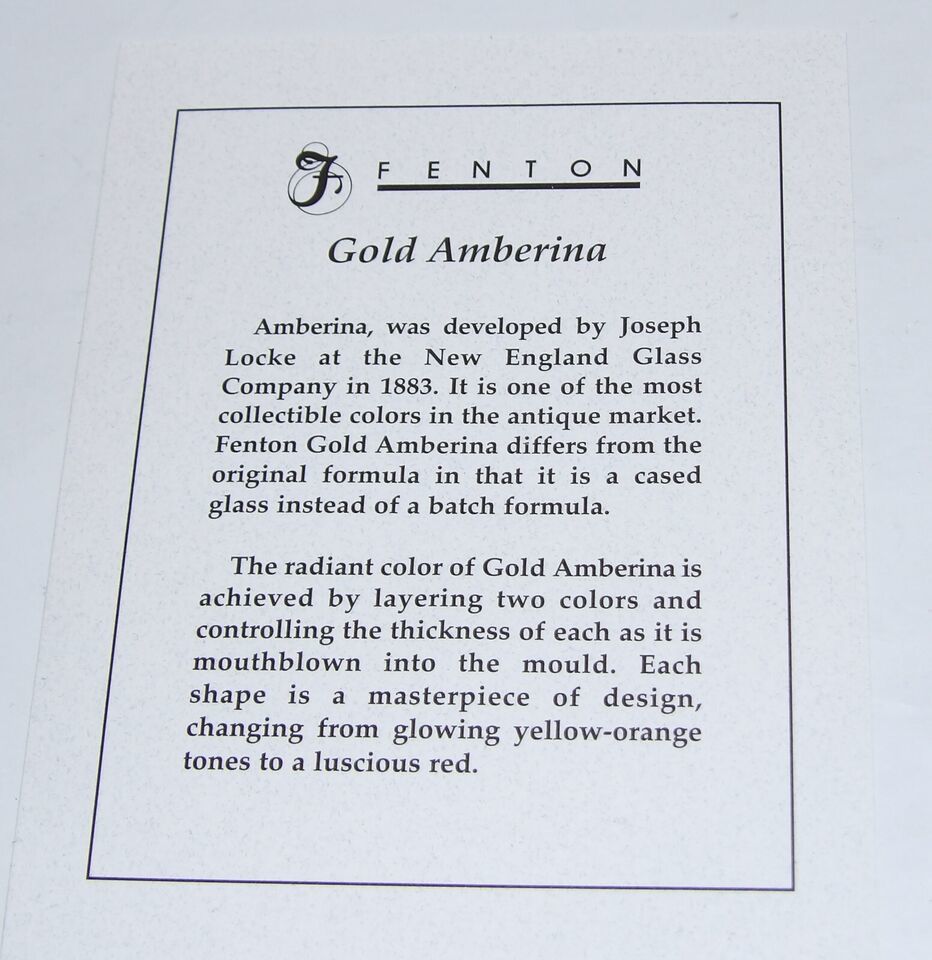 F FENTON
Gold Amberina
Amberina, was developed by Joseph
Locke at the New England Glass
Company in 1883. It is one of the most
collectible colors in the antique market.
Fenton Gold Amberina differs from the
original formula in that it is a cased
glass instead of a batch formula.
The radiant color of Gold Amberina is
achieved by layering two colors and
controlling the thickness of each as it is
mouthblown into the mould. Each
shape is a masterpiece of design,
changing from glowing yellow-orange
tones to a luscious red.